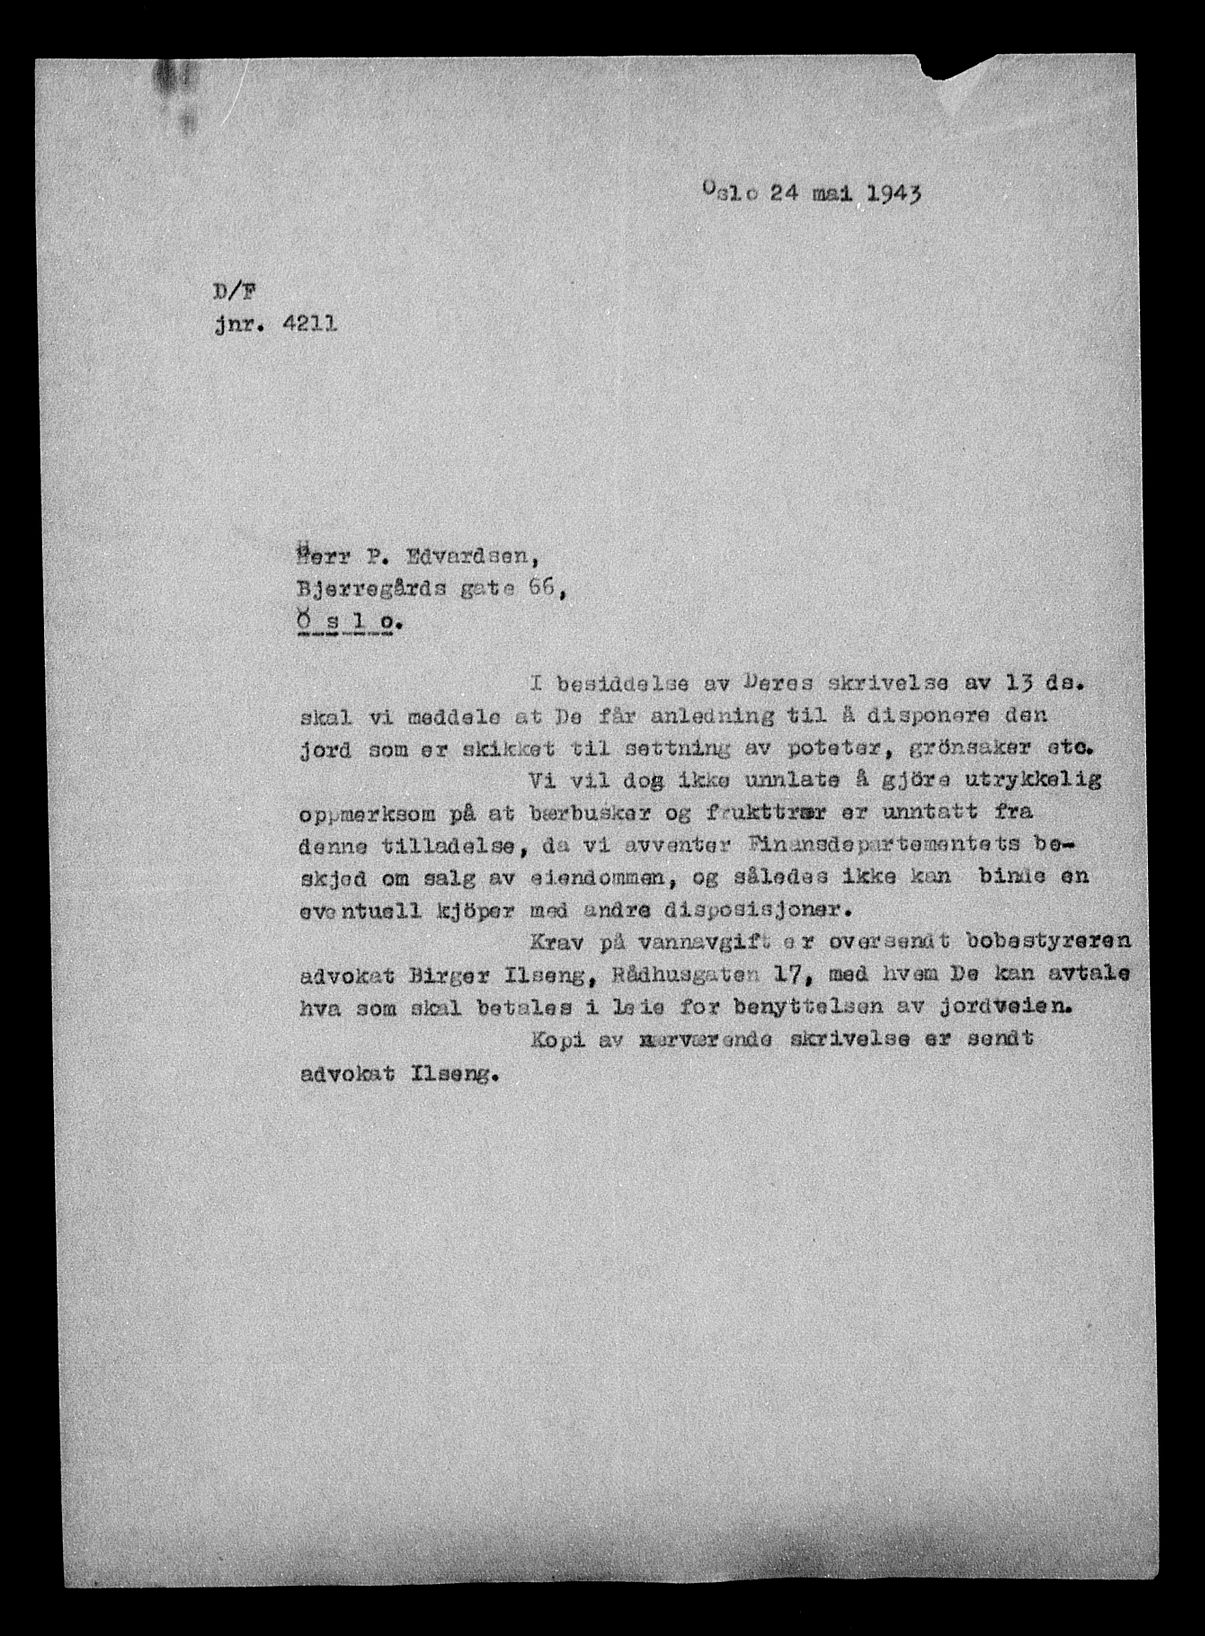 Oslo 24 mai 1943
D/F
jnr. 4211
Herr P. Edvardsen,
Bjerregårds gate 66,
O s l o.
I besiddelse av Deres skrivelse av 13 ds.
skal vi meddele at De får anledning til å disponere den
jord som er skikket til settning av poteter, grönsaker etc.
Vi vil dog ikke unnlate å gjöre utrykkelig
oppmerksom på at bærbusker og frukttrær er unntatt fra
denne tilladelse, da vi avventer Finansdepartementets be-
skjed om salg av eiendommen, og således ikke kan binde en
eventuell kjöper med andre disposisjoner.
Krav på vannavgift er oversendt bobestyreren
advokat Birger Ilseng, Rådhusgaten 17, med hvem De kan avtale
hva som skal betales i leie for benyttelsen av jordveien.
Kopi av nærværende skrivelse er sendt
advokat Ilseng.